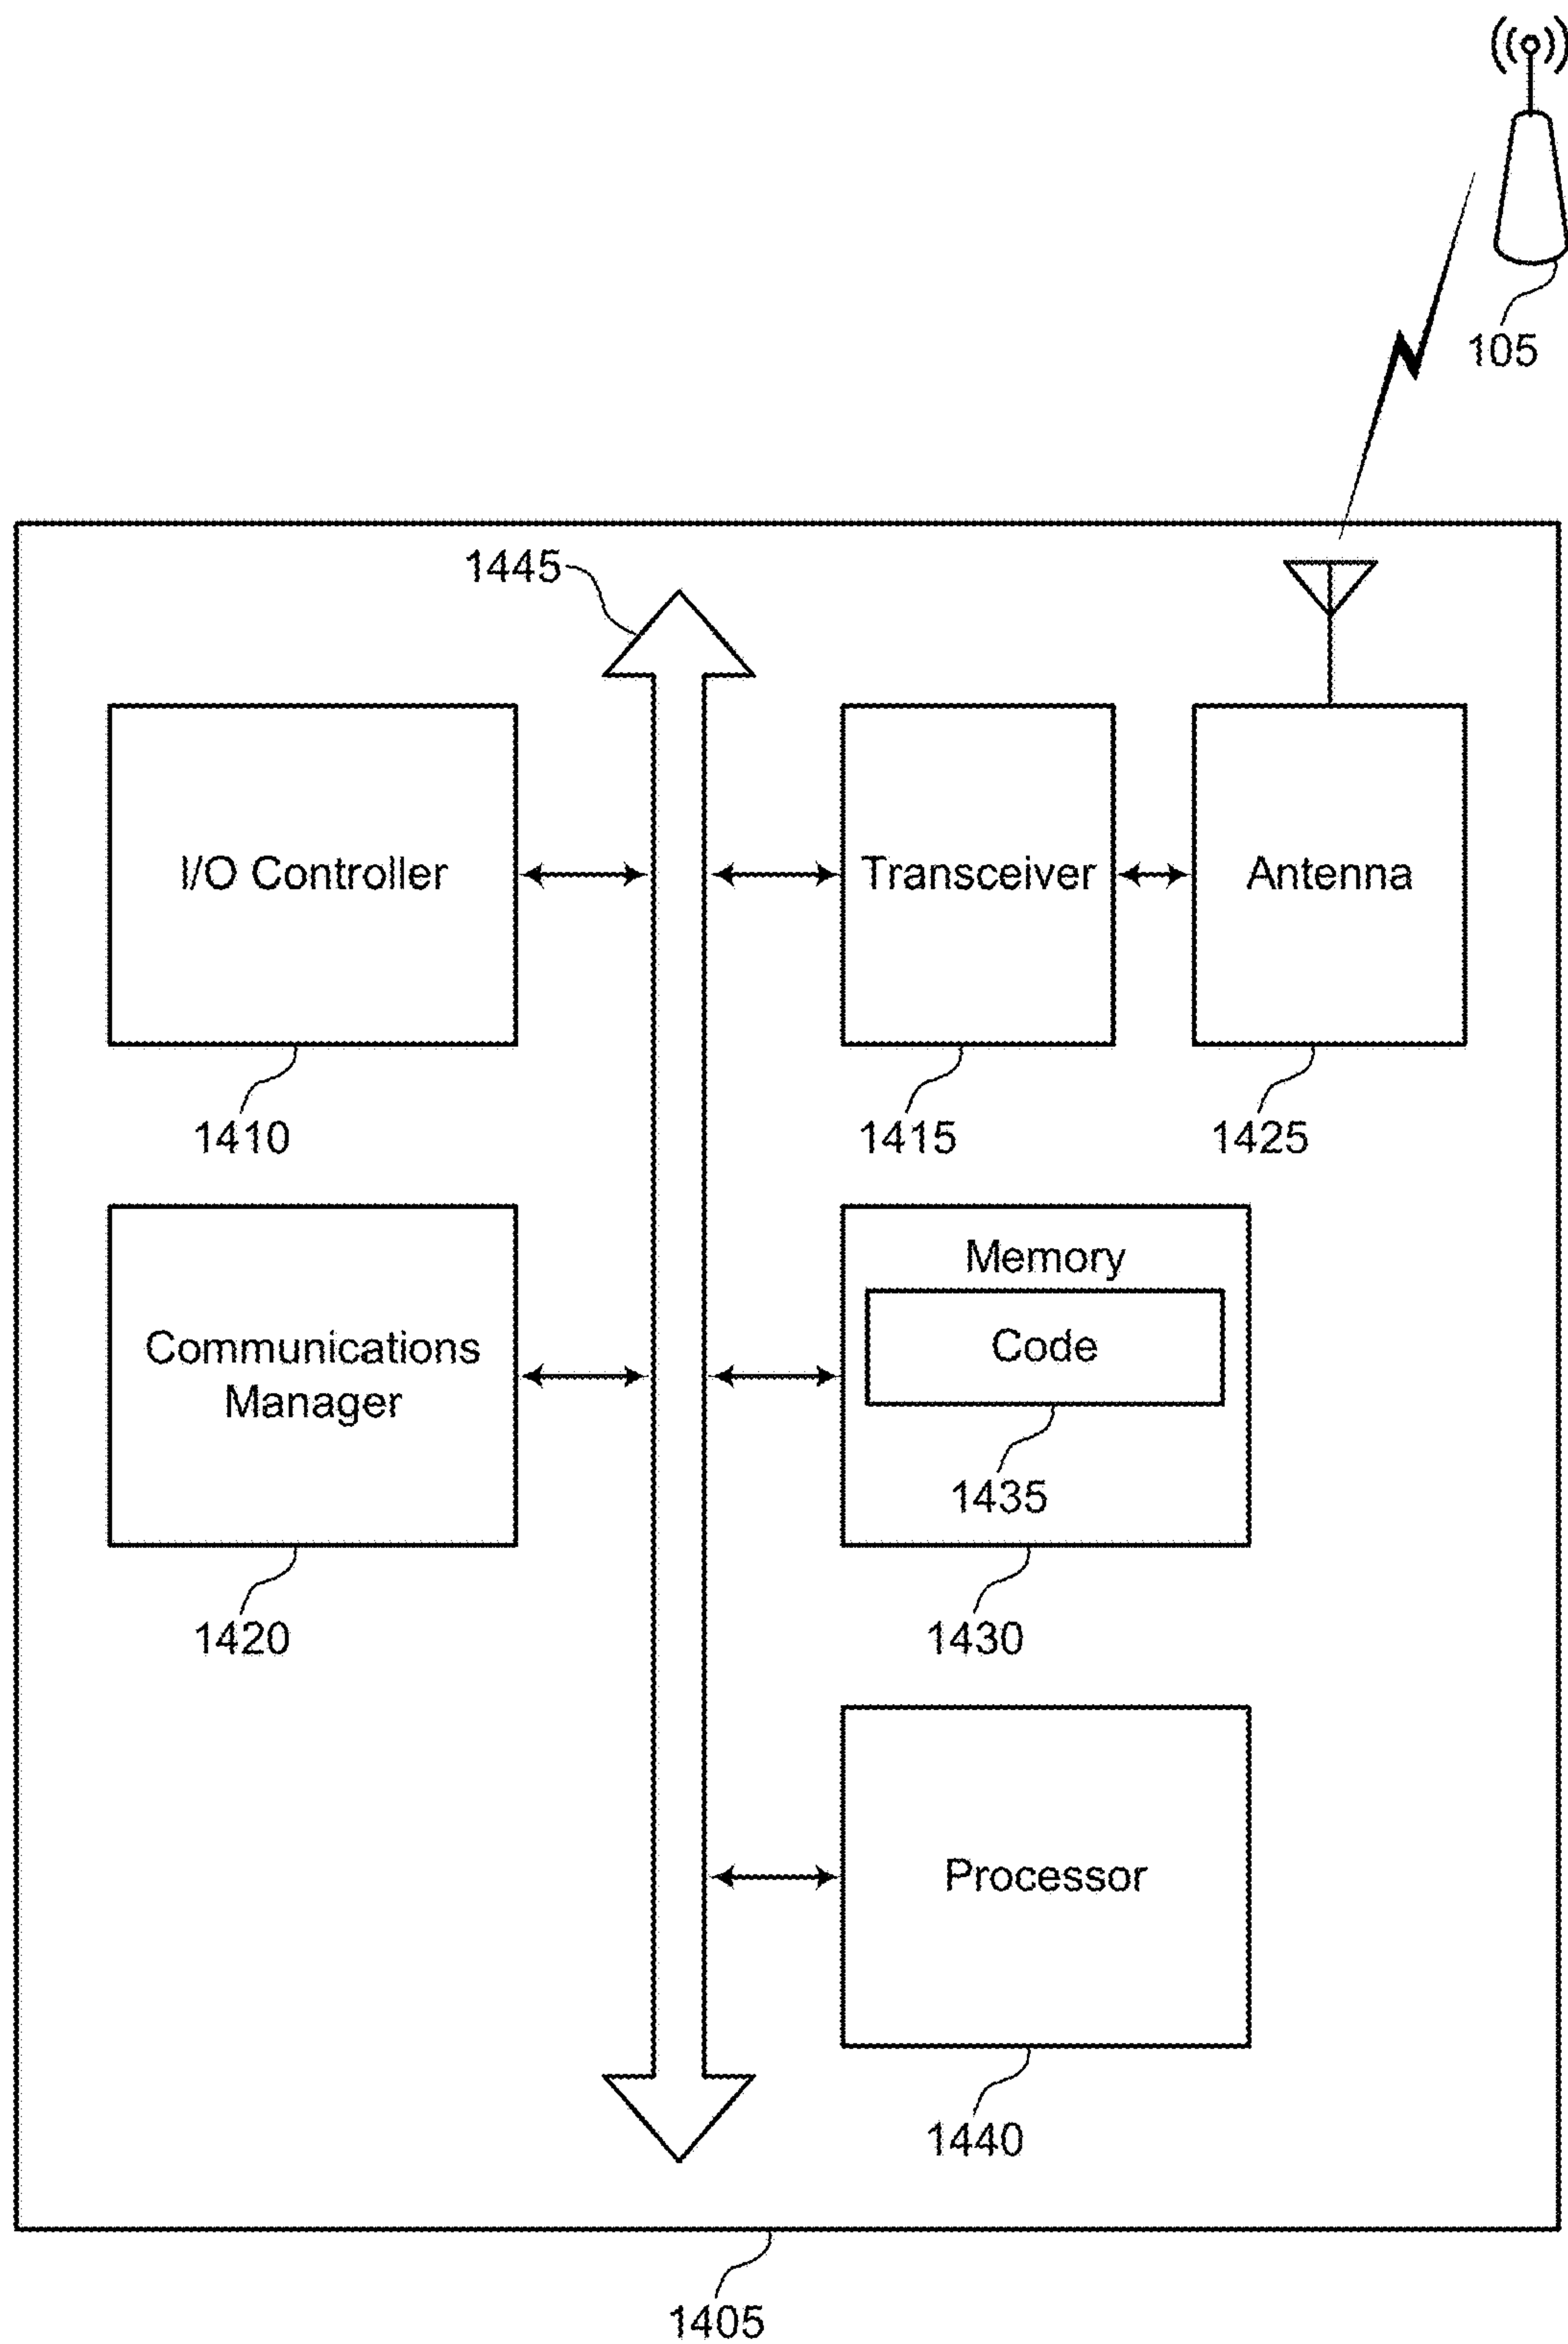 105
1445
I/O Controller
Transceiver
Antenna
1410
1415
1425
Communications
Manager
Memory
Code
1435
1420
1430
Processor
1440
1405